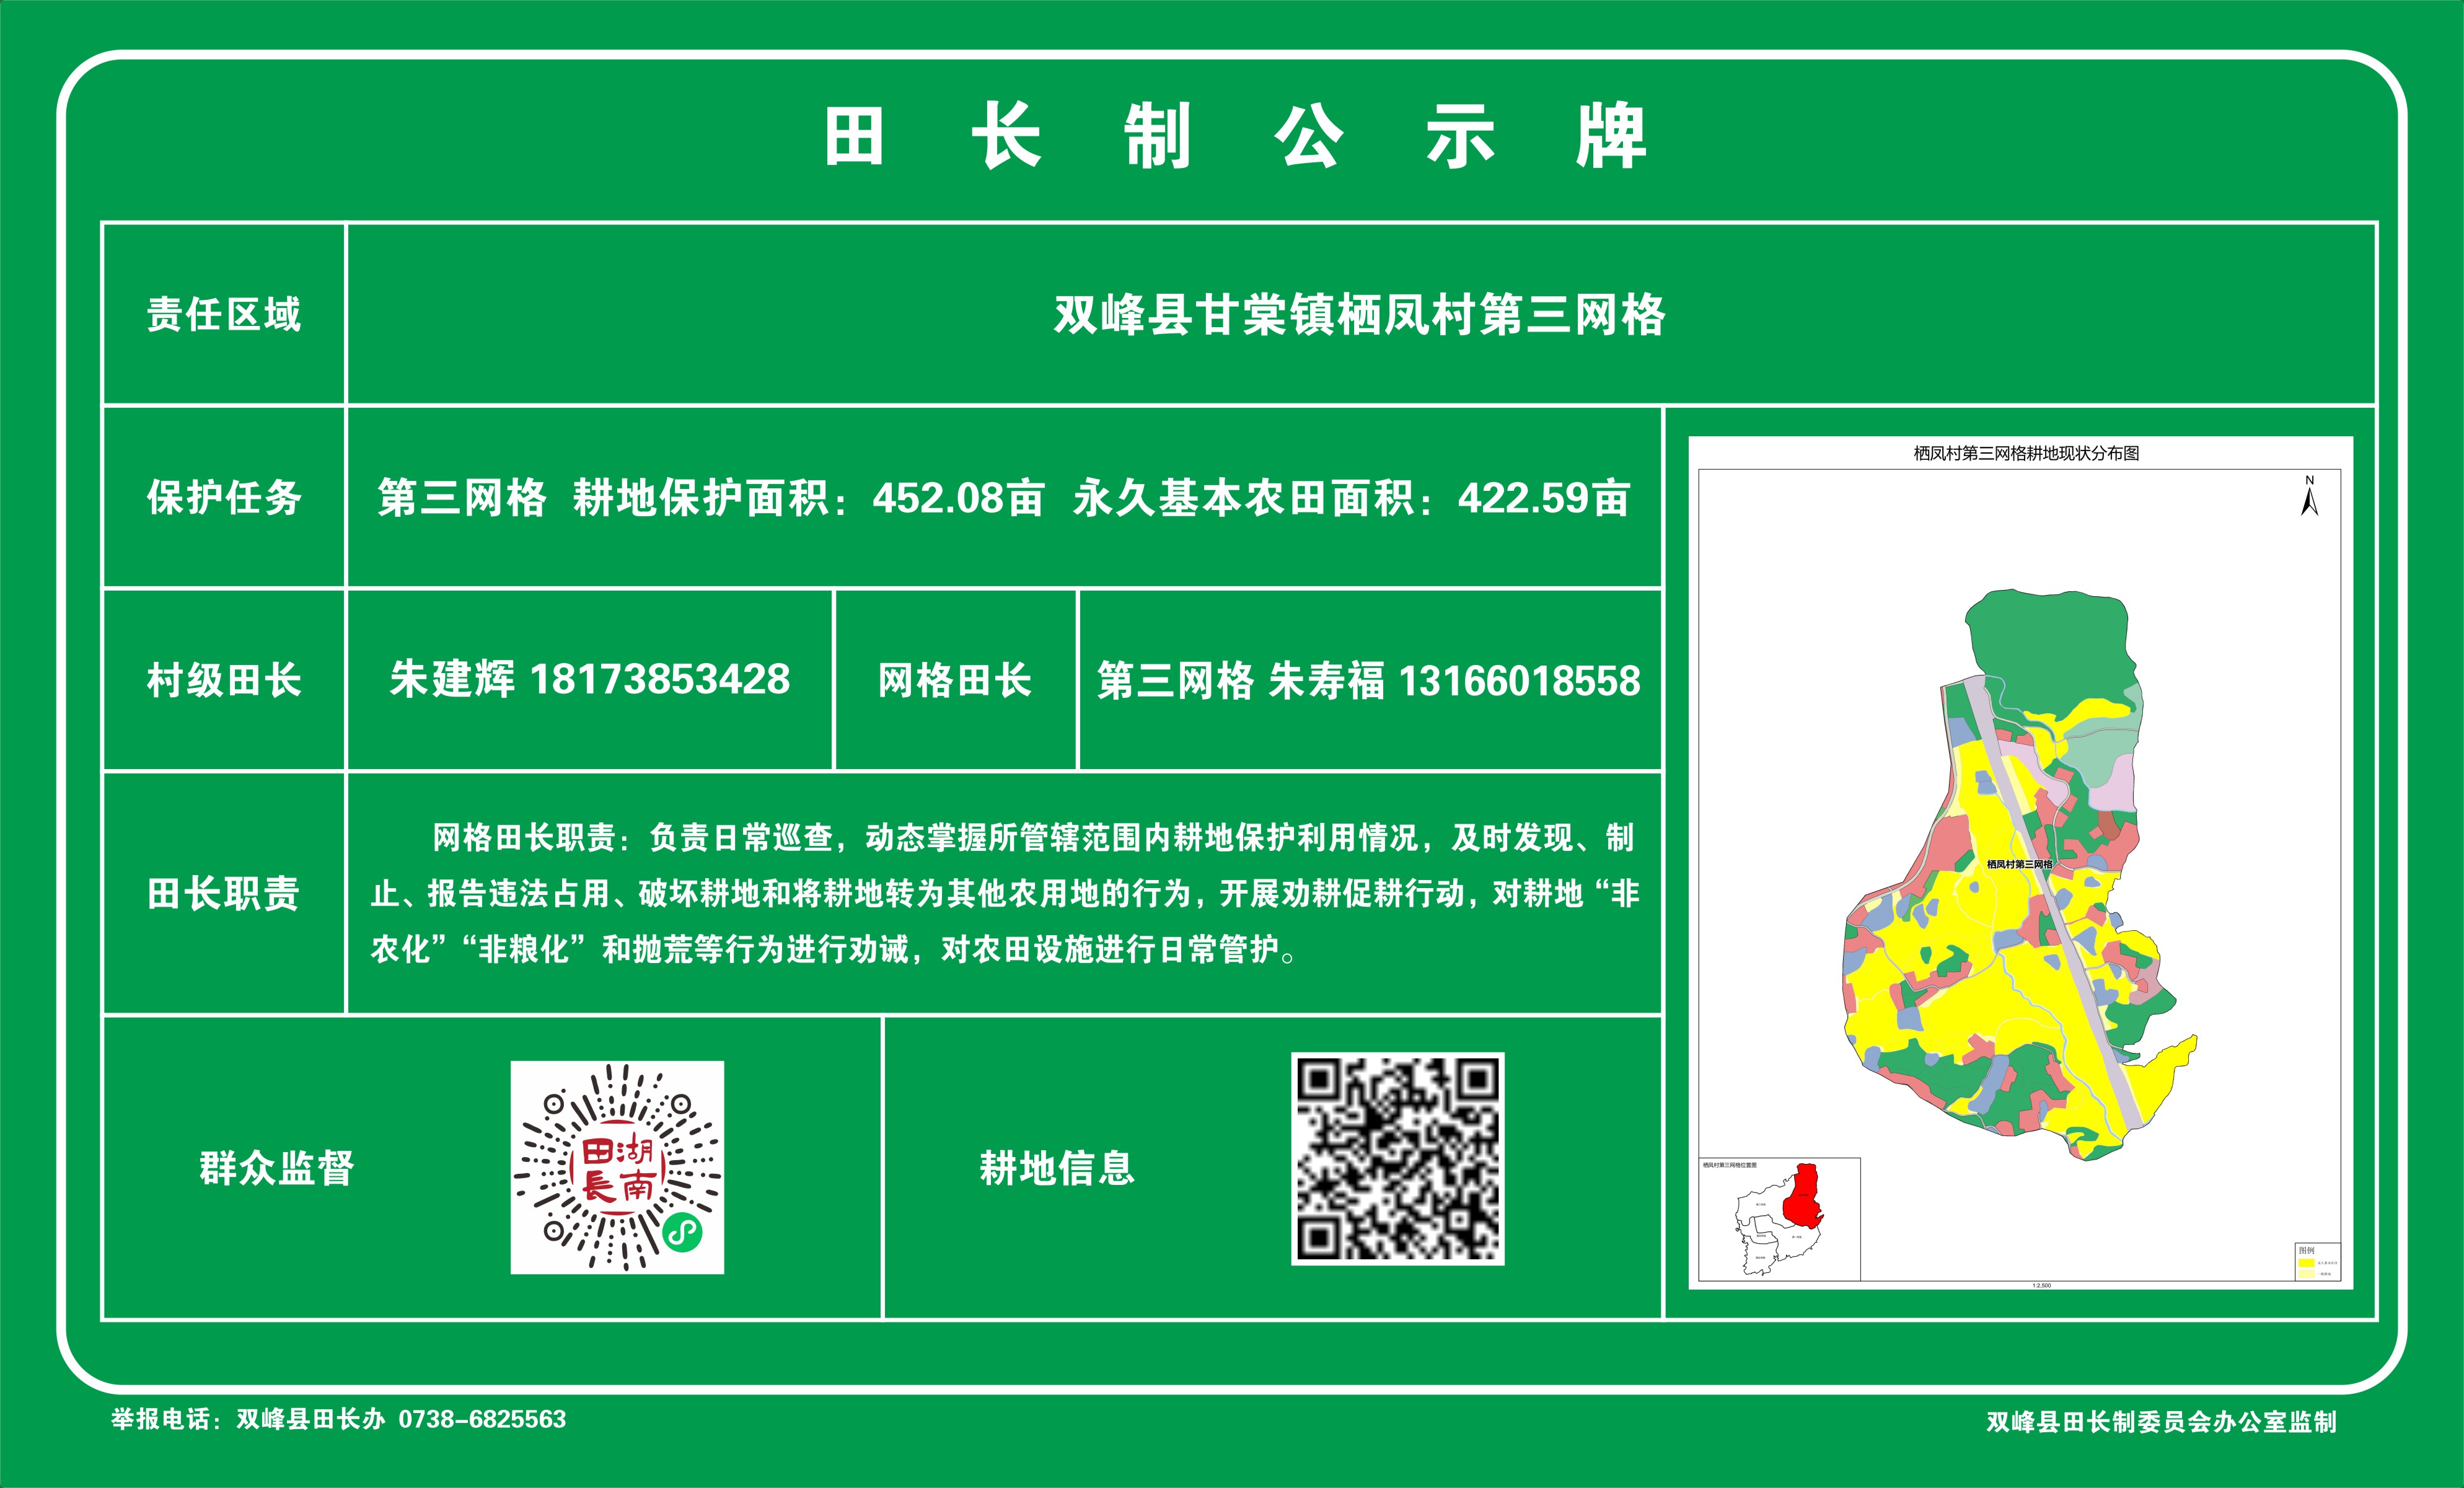 田长制公示牌
责任区域
双峰县甘棠镇栖凤村第三网格
保护任务
第三网格 耕地保护面积：452.08亩 永久基本农田面积：422.59亩
村级田长
朱建辉 18173853428
网格田长
第三网格 朱寿福 13166018558
田长职责
网格田长职责：负责日常巡查，动态掌握所管辖范围内耕地保护利用情况，及时发现、制
止、报告违法占用、破坏耕地和将耕地转为其他农用地的行为，开展劝耕促耕行动，对耕地“非
农化”“非粮化”和抛荒等行为进行劝诫，对农田设施进行日常管护。
群众监督
田湖
長南
耕地信息
栖凤村第三网格耕地现状分布图
N
栖凤村第三网格
栖凤村第三网格位置图
图例
1:2,500
举报电话：双峰县田长办 0738-6825563
双峰县田长制委员会办公室监制